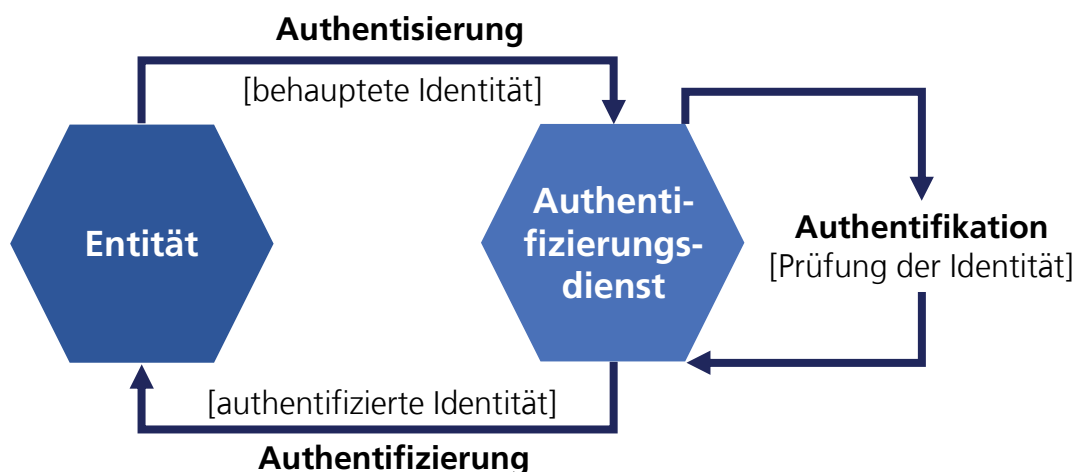 Authentisierung
[behauptete Identität]
Entität
Authenti-
fizierungs-
dienst
Authentifikation
[Prüfung der Identität]
[authentifizierte Identität]
Authentifizierung